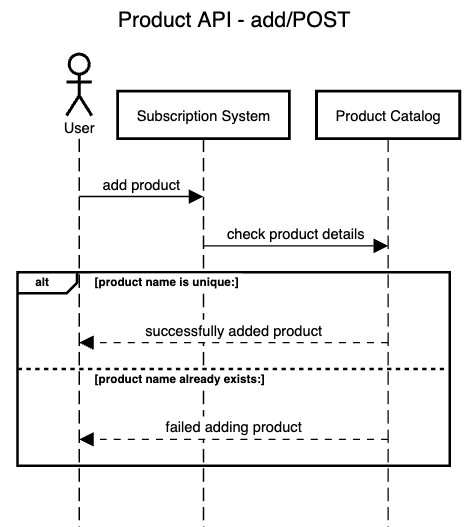 Product API - add/POST
User
Subscription System
Product Catalog
add product
check product details
alt
[product name is unique:]
successfully added product
[product name already exists:]
failed adding product